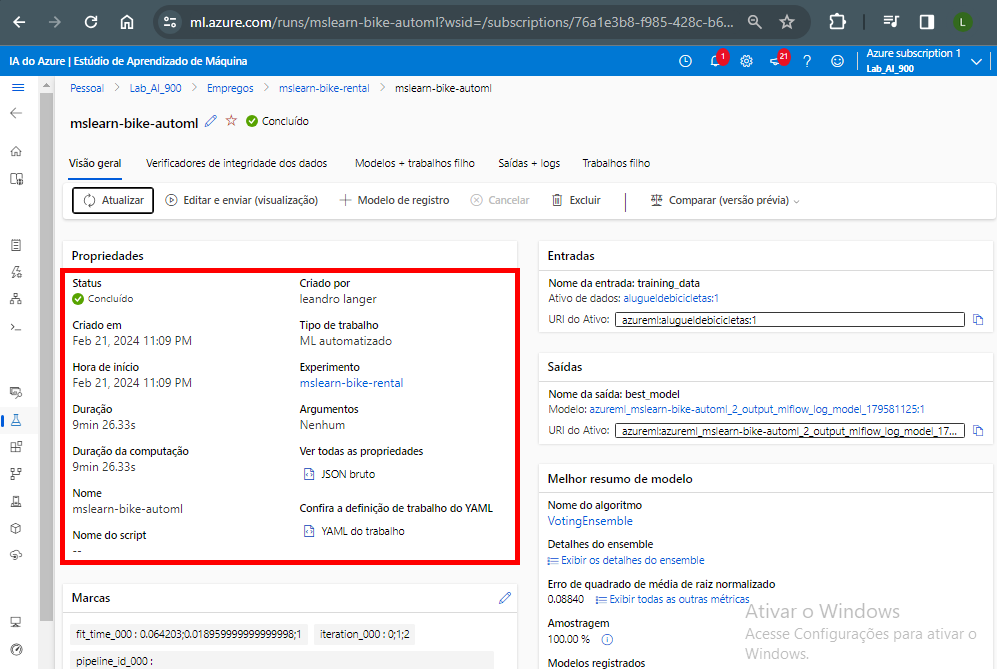 ml.azure.com/runs/mslearn-bike-automl?wsid=/subscriptions/76a1e3b8-f985-428c-b6...
L
IA do Azure | Estúdio de Aprendizado de Máquina
1
21
Azure subscription 1
Lab_AI_900
Pessoal > Lab_AI_900 > Empregos > mslearn-bike-rental > mslearn-bike-automl
mslearn-bike-automl
Concluído
Visão geral
Verificadores de integridade dos dados
Modelos + trabalhos filho
Saídas + logs
Trabalhos filho
Atualizar
Editar e enviar (visualização)
Modelo de registro
Cancelar
Excluir
Comparar (versão prévia)
Propriedades
Status
Concluído
Criado em
Feb 21, 2024 11:09 PM
Hora de início
Feb 21, 2024 11:09 PM
Duração
9min 26.33s
Duração da computação
9min 26.33s
Nome
mslearn-bike-automl
Nome do script
--
Criado por
leandro langer
Tipo de trabalho
ML automatizado
Experimento
mslearn-bike-rental
Argumentos
Nenhum
Ver todas as propriedades
JSON bruto
Confira a definição de trabalho do YAML
YAML do trabalho
Marcas
fit_time_000 : 0.064203;0.018959999999999998;1
iteration_000 : 0;1;2
pipeline_id_000 :
Entradas
Nome da entrada: training_data
Ativo de dados: alugueldebicicletas:1
URI do Ativo: azureml:alugueldebicicletas:1
Saídas
Nome da saída: best_model
Modelo: azureml_mslearn-bike-automl_2_output_mlflow_log_model_179581125:1
URI do Ativo: azureml:azureml_mslearn-bike-automl_2_output_mlflow_log_model_17...
Melhor resumo de modelo
Nome do algoritmo
VotingEnsemble
Detalhes do ensemble
Exibir os detalhes do ensemble
Erro de quadrado de média de raiz normalizado
0.08840
Exibir todas as outras métricas
Amostragem
100.00 %
Modelos registrados
Ativar o Windows
Acesse Configurações para ativar o
Windows.